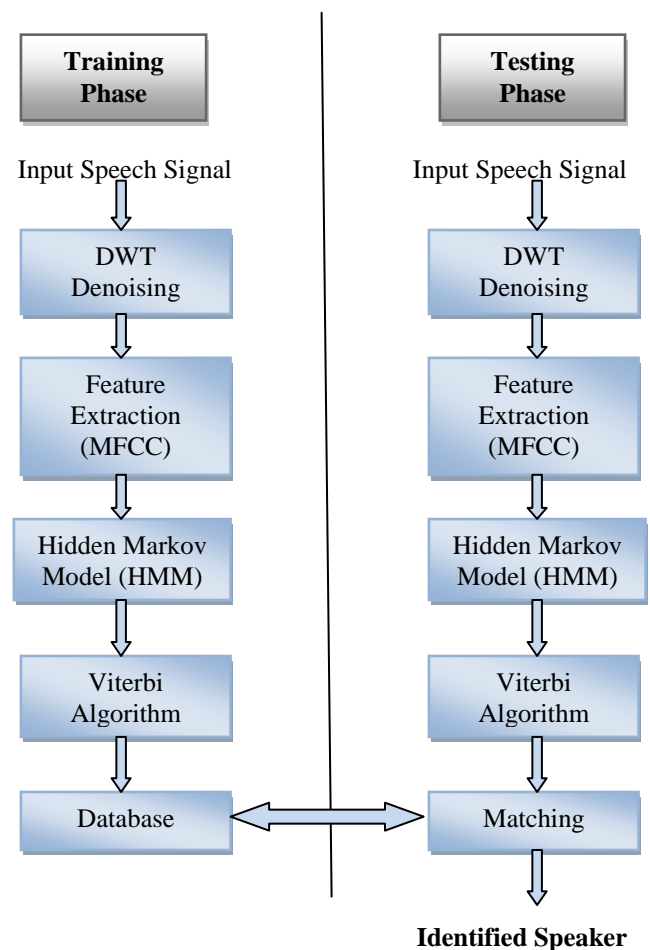 Training
Phase
Input Speech Signal
DWT
Denoising
Feature
Extraction
(MFCC)
Hidden Markov
Model (HMM)
Viterbi
Algorithm
Database
Testing
Phase
Input Speech Signal
DWT
Denoising
Feature
Extraction
(MFCC)
Hidden Markov
Model (HMM)
Viterbi
Algorithm
Matching
Identified Speaker